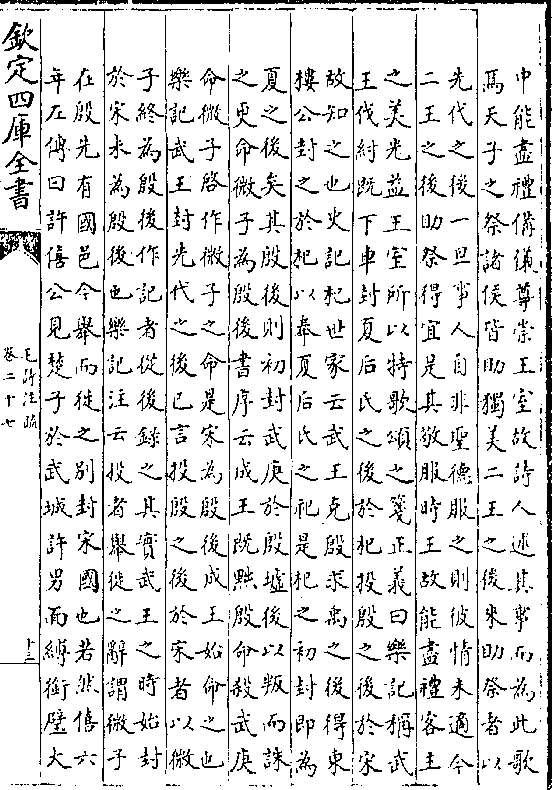 中能盡禮備儀尊崇王室故詩人述其事而為此歌
焉天子之祭諸侯皆助獨美二王之後來助祭者以
先代之後一旦事人自非聖德服之則彼情未適今
二王之後助祭得宜是其敬服時王故能盡禮客主
之美光益王室所以特歌頌之箋正義曰樂記稱武
王伐紂既下車封夏后氏之後於杞投殷之後於宋
故知之也史記杞世家云武王克殷求禹之後得東
樓公封之於杞以奉夏后氏之祀是杞之初封即為
夏之後矣其殷後則初封武庚於殷墟後以叛而誅
之更命微子為殷後書序云成王既黜殷命殺武庚
命微子啓作微子之命是宋為殷後成王始命之也
樂記武王封先代之後已言投殷之後於宋者以微
子終為殷後作記者從後錄之其實武王之時始封
於宋未為殷後也樂記注云投者舉徙之辭謂微子
在殷先有國邑今舉而徙之別封宋國也若然僖六
年左傳曰許僖公見楚子於武城許男面縛銜璧大
欽定四庫全書
毛詩注疏
卷二十七
十二